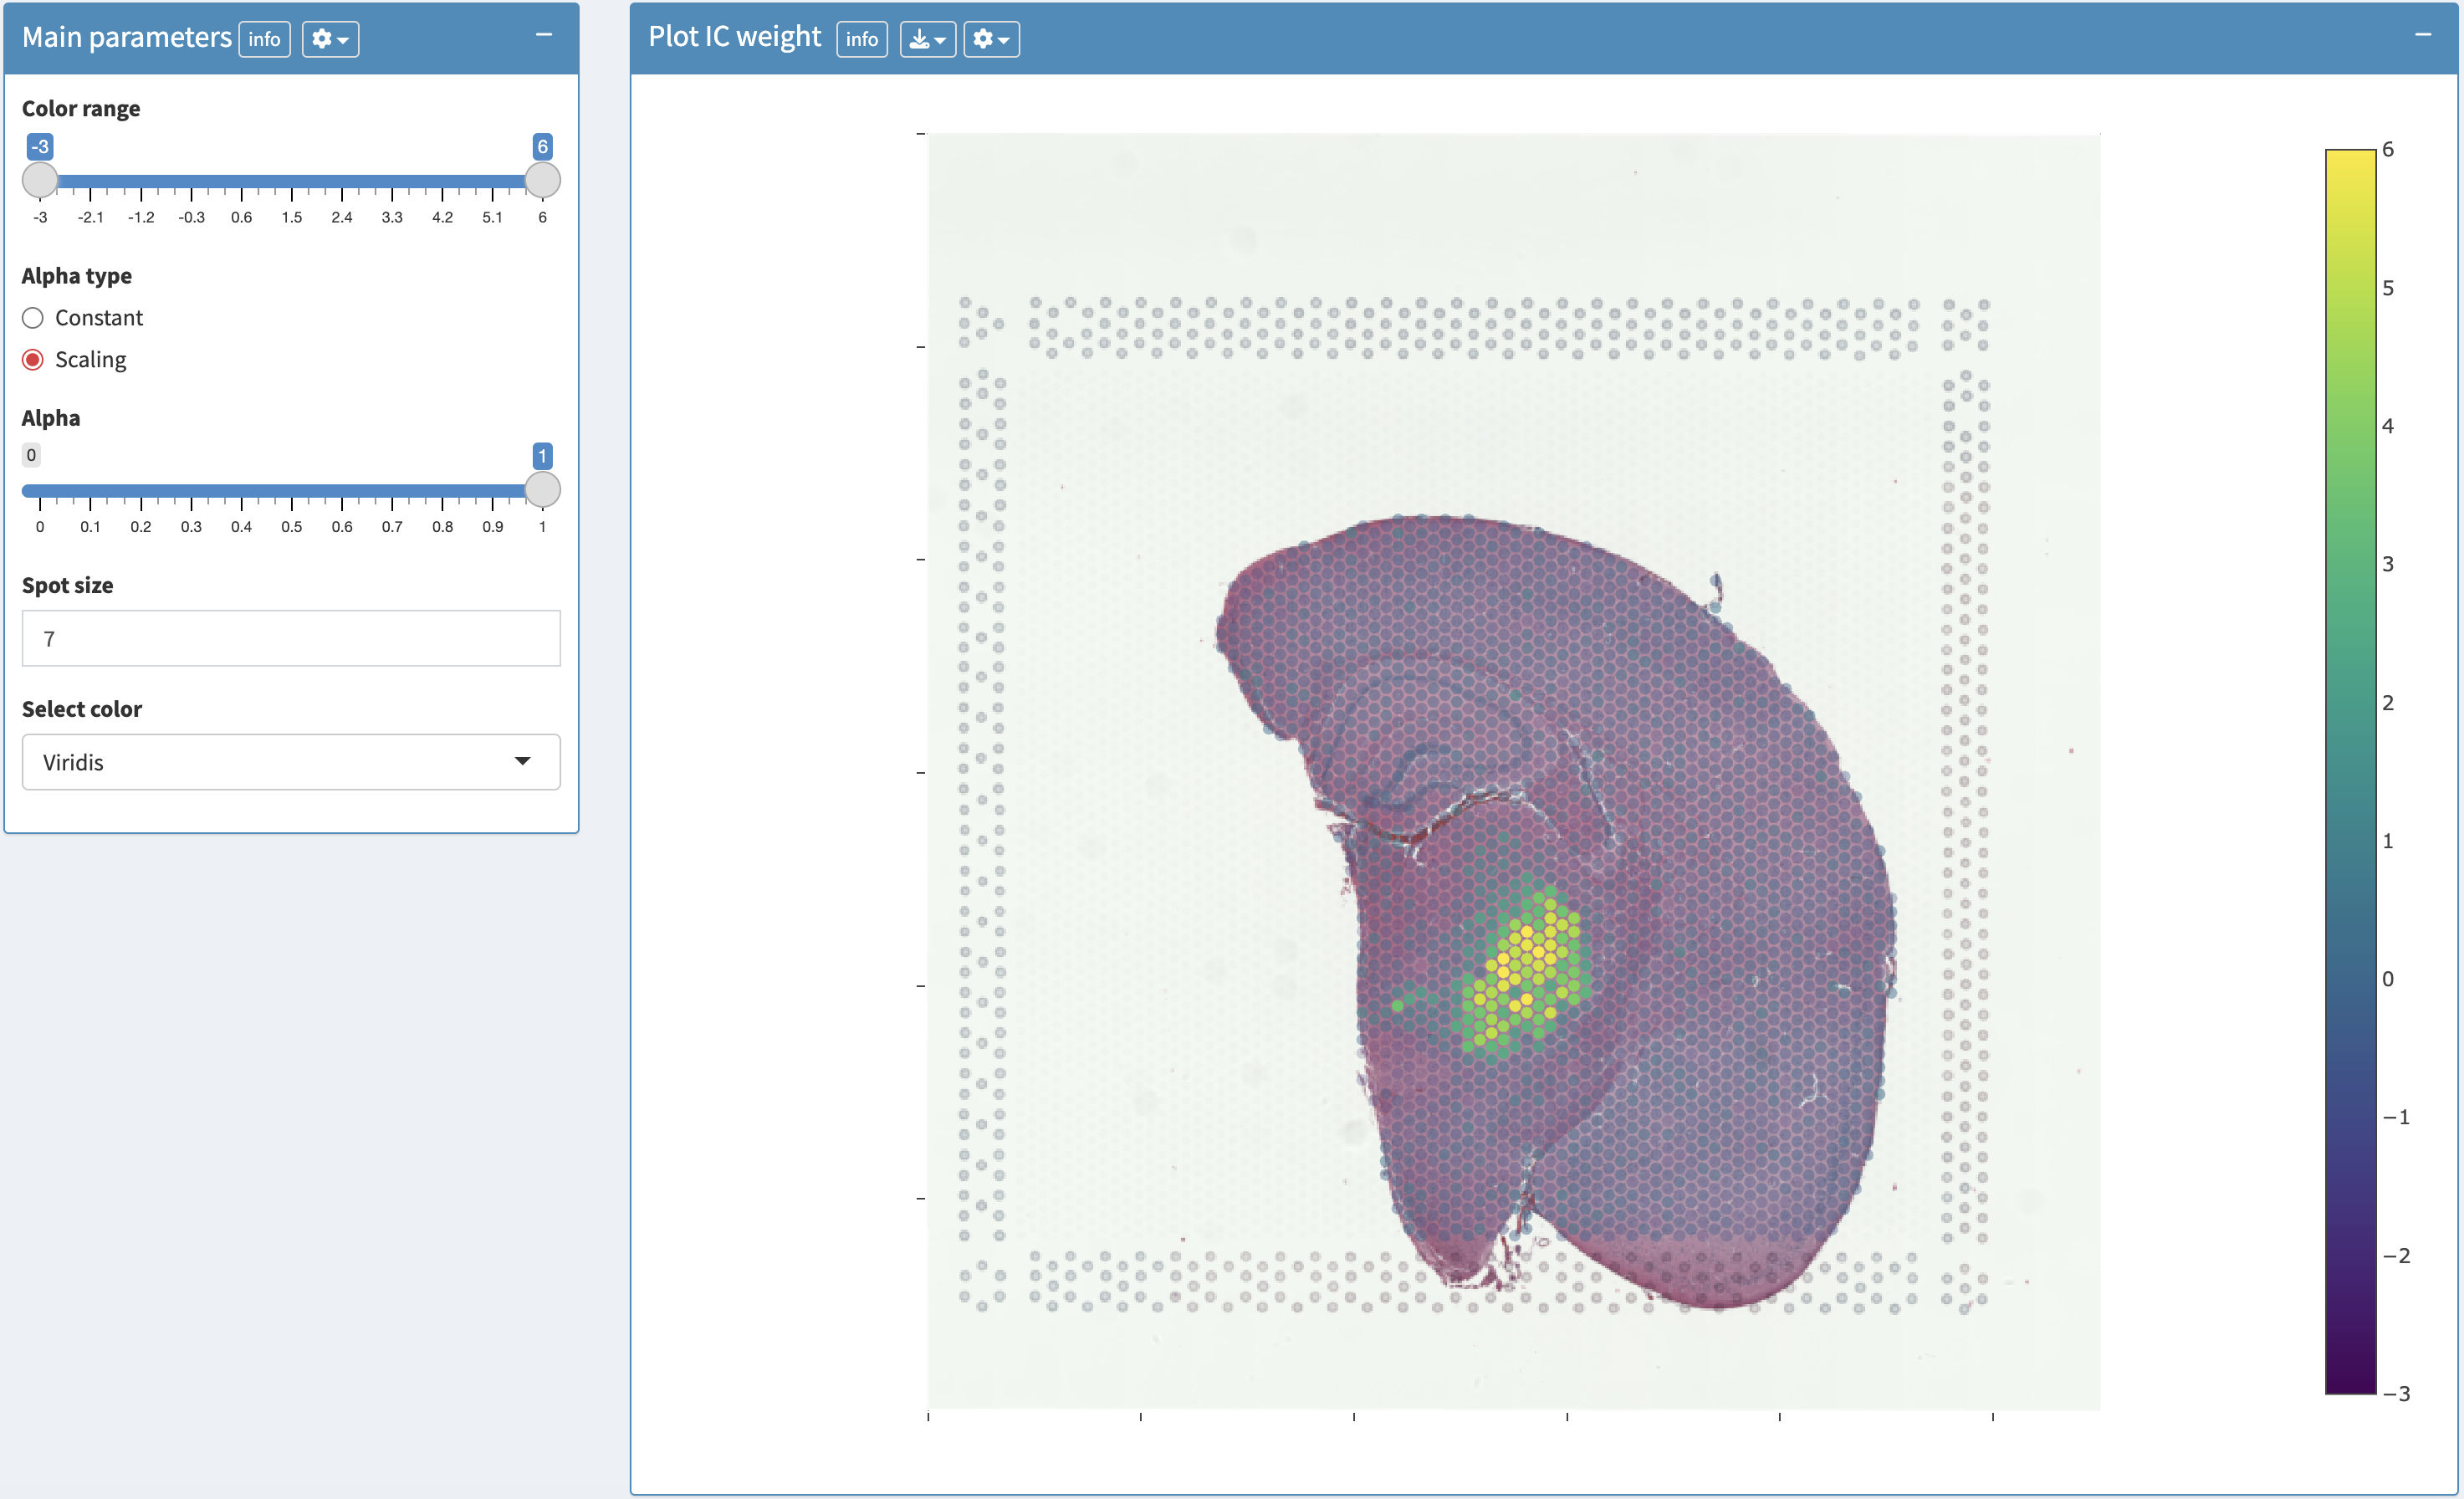 Main parameters info
Color range
-3 6
-3 -2.1 -1.2 -0.3 0.6 1.5 2.4 3.3 4.2 5.1 6
Alpha type
Constant
Scaling
Alpha
0 1
0 0.1 0.2 0.3 0.4 0.5 0.6 0.7 0.8 0.9 1
Spot size
7
Select color
Viridis
Plot IC weight info
6
5
4
3
2
1
0
−1
−2
−3